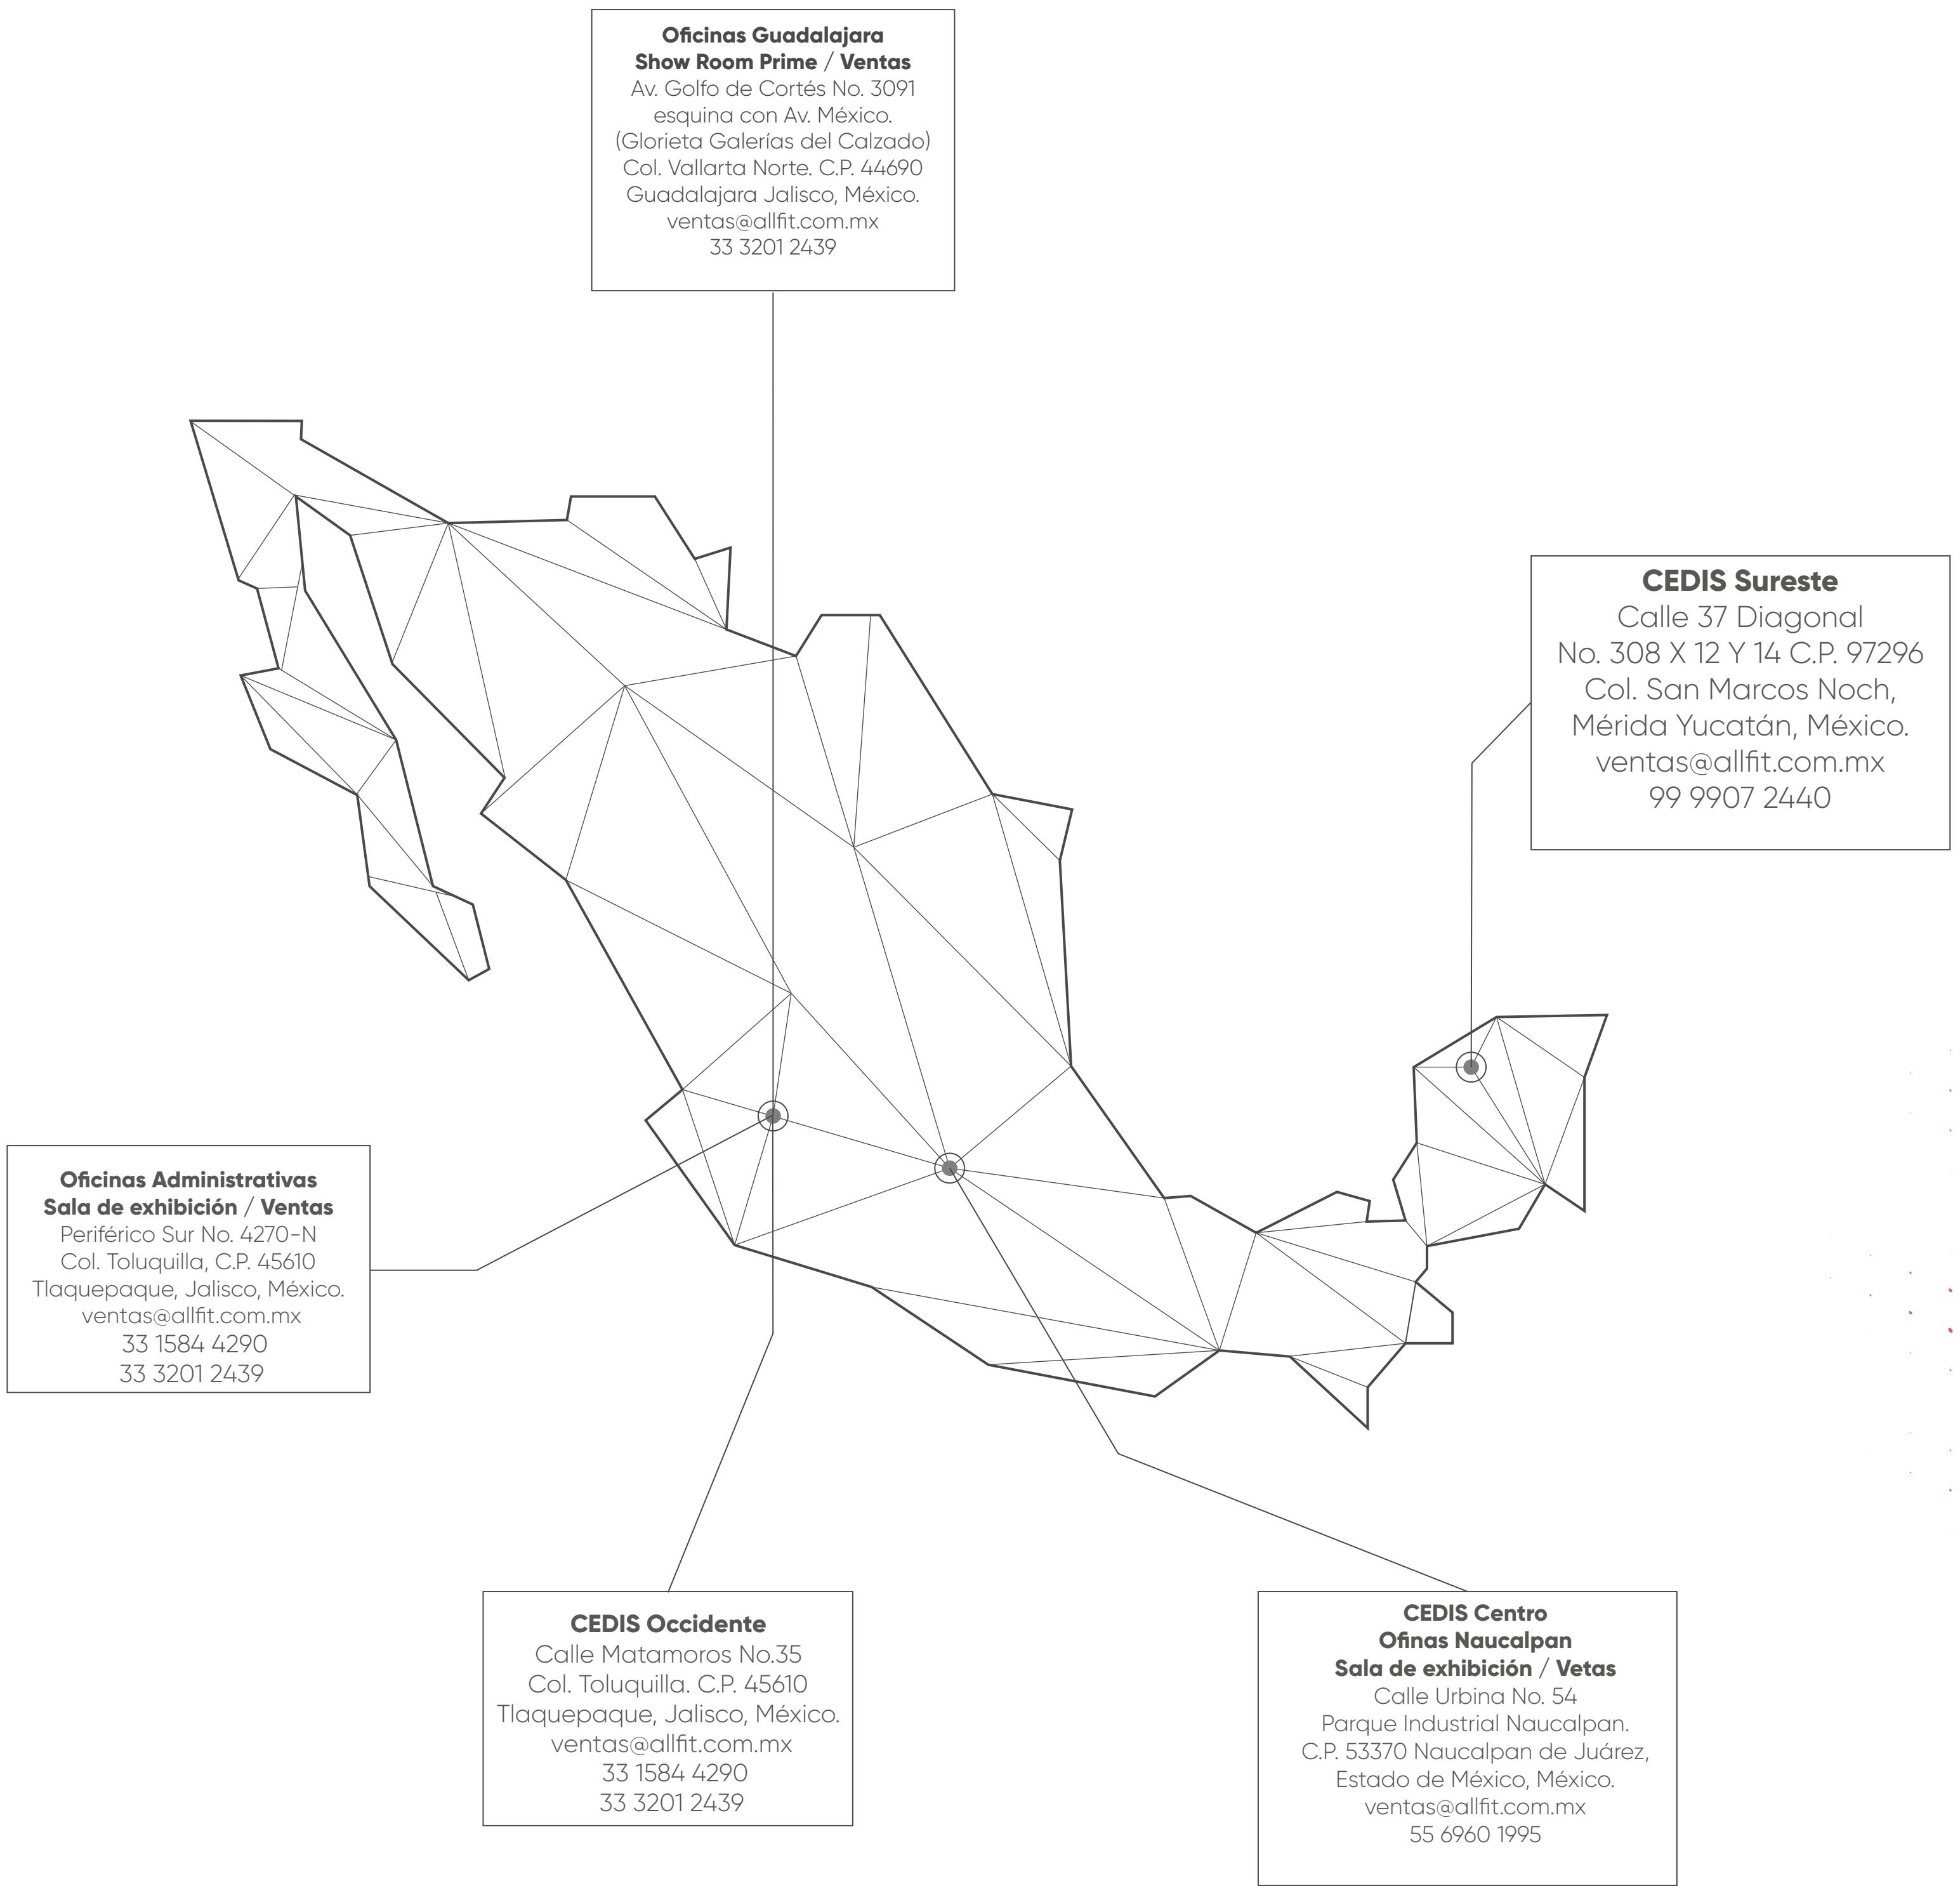 Oficinas Guadalajara
Show Room Prime / Ventas
Av. Golfo de Cortés No. 3091
esquina con Av. México.
(Glorieta Galerías del Calzado)
Col. Vallarta Norte. C.P. 44690
Guadalajara Jalisco, México.
ventas@allfit.com.mx
33 3201 2439
CEDIS Sureste
Calle 37 Diagonal
No. 308 X 12 Y 14 C.P. 97296
Col. San Marcos Noch,
Mérida Yucatán, México.
ventas@allfit.com.mx
99 9907 2440
Oficinas Administrativas
Sala de exhibición / Ventas
Periférico Sur No. 4270-N
Col. Toluquilla, C.P. 45610
Tlaquepaque, Jalisco, México.
ventas@allfit.com.mx
33 1584 4290
33 3201 2439
CEDIS Occidente
Calle Matamoros No.35
Col. Toluquilla. C.P. 45610
Tlaquepaque, Jalisco, México.
ventas@allfit.com.mx
33 1584 4290
33 3201 2439
CEDIS Centro
Ofinas Naucalpan
Sala de exhibición / Vetas
Calle Urbina No. 54
Parque Industrial Naucalpan.
C.P. 53370 Naucalpan de Juárez,
Estado de México, México.
ventas@allfit.com.mx
55 6960 1995